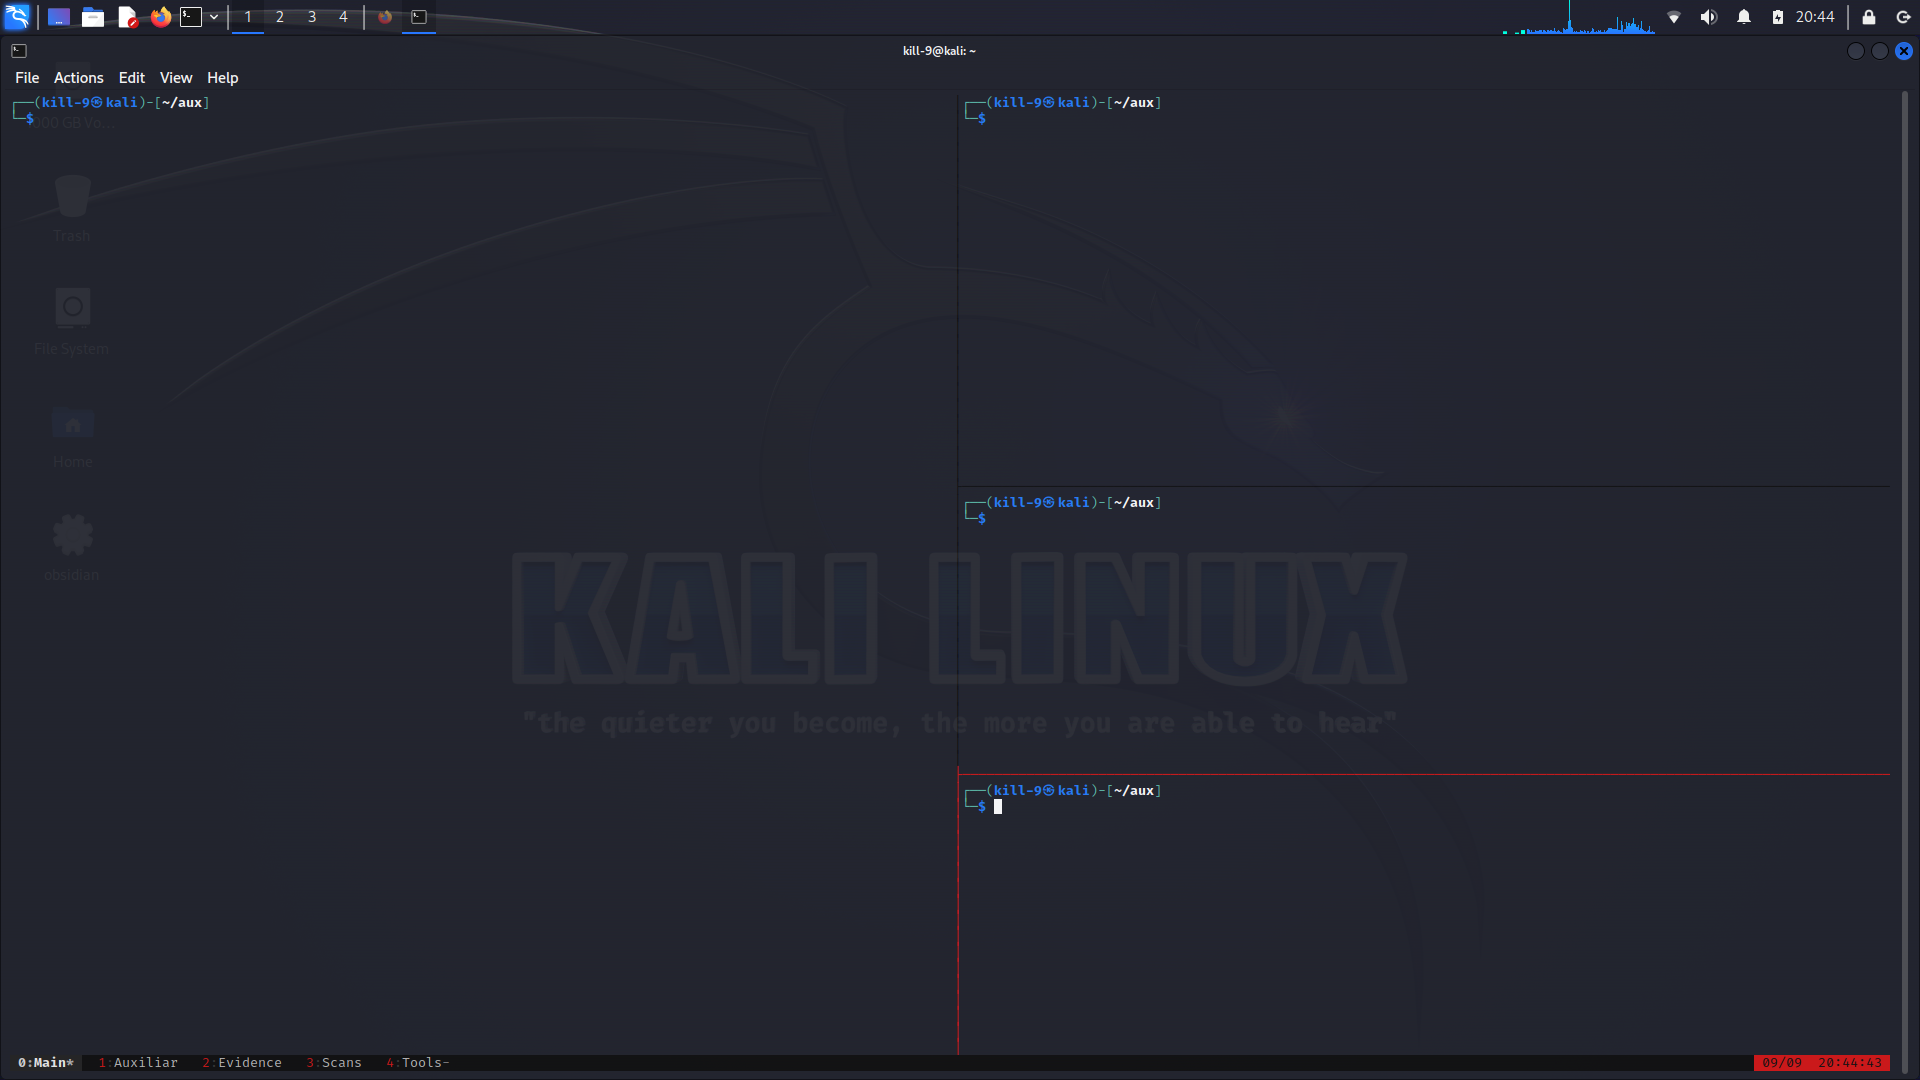 1 2 3 4 20:44
kill-9@kali: ~
File Actions Edit View Help
┌──(kill-9㉿kali)-[~/aux]
└─$
000 GB Vo...
Trash
File System
Home
obsidian
┌──(kill-9㉿kali)-[~/aux]
└─$
┌──(kill-9㉿kali)-[~/aux]
└─$
┌──(kill-9㉿kali)-[~/aux]
└─$
KALI LINUX
"the quieter you become, the more you are able to hear"
0:Main* 1:Auxiliar 2:Evidence 3:Scans 4:Tools- 09/09 20:44:43